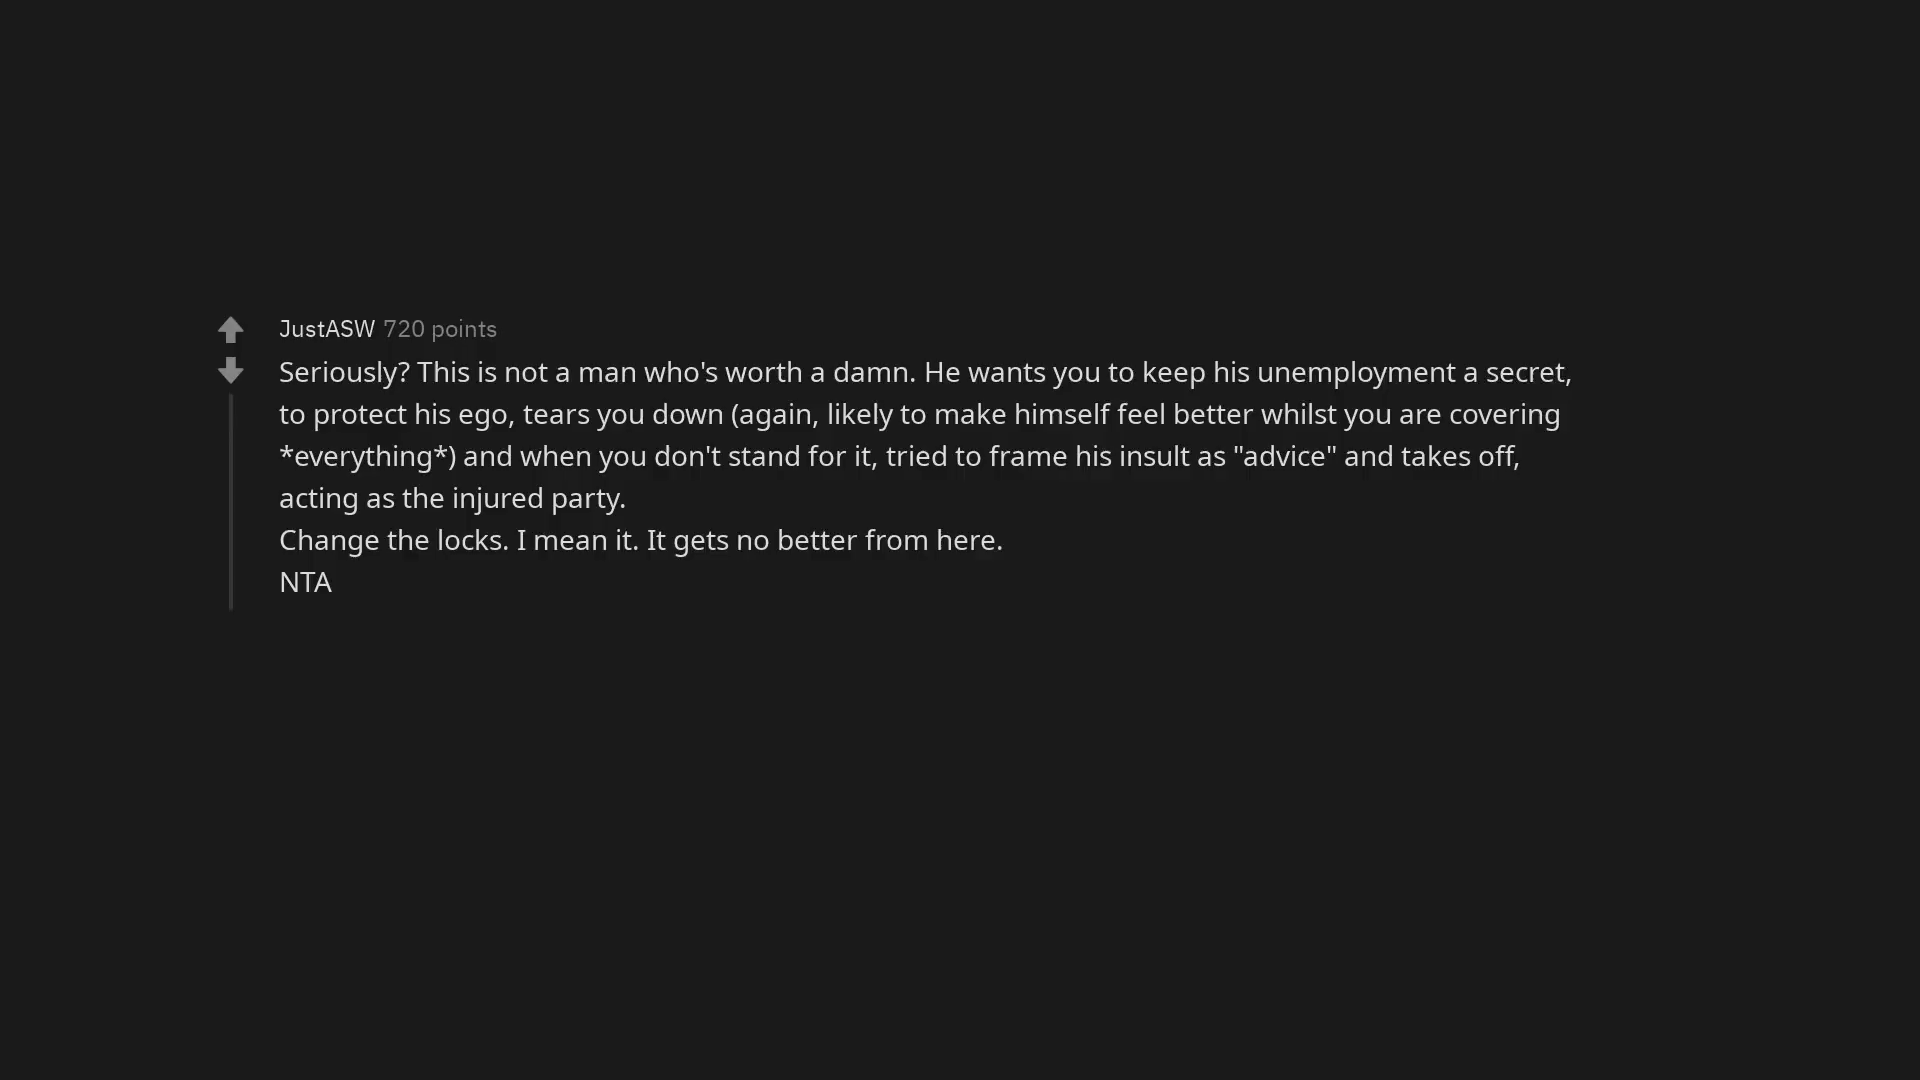 JustASW 720 points
Seriously? This is not a man who's worth a damn. He wants you to keep his unemployment a secret,
to protect his ego, tears you down (again, likely to make himself feel better whilst you are covering
*everything*) and when you don't stand for it, tried to frame his insult as "advice" and takes off,
acting as the injured party.
Change the locks. I mean it. It gets no better from here.
NTA